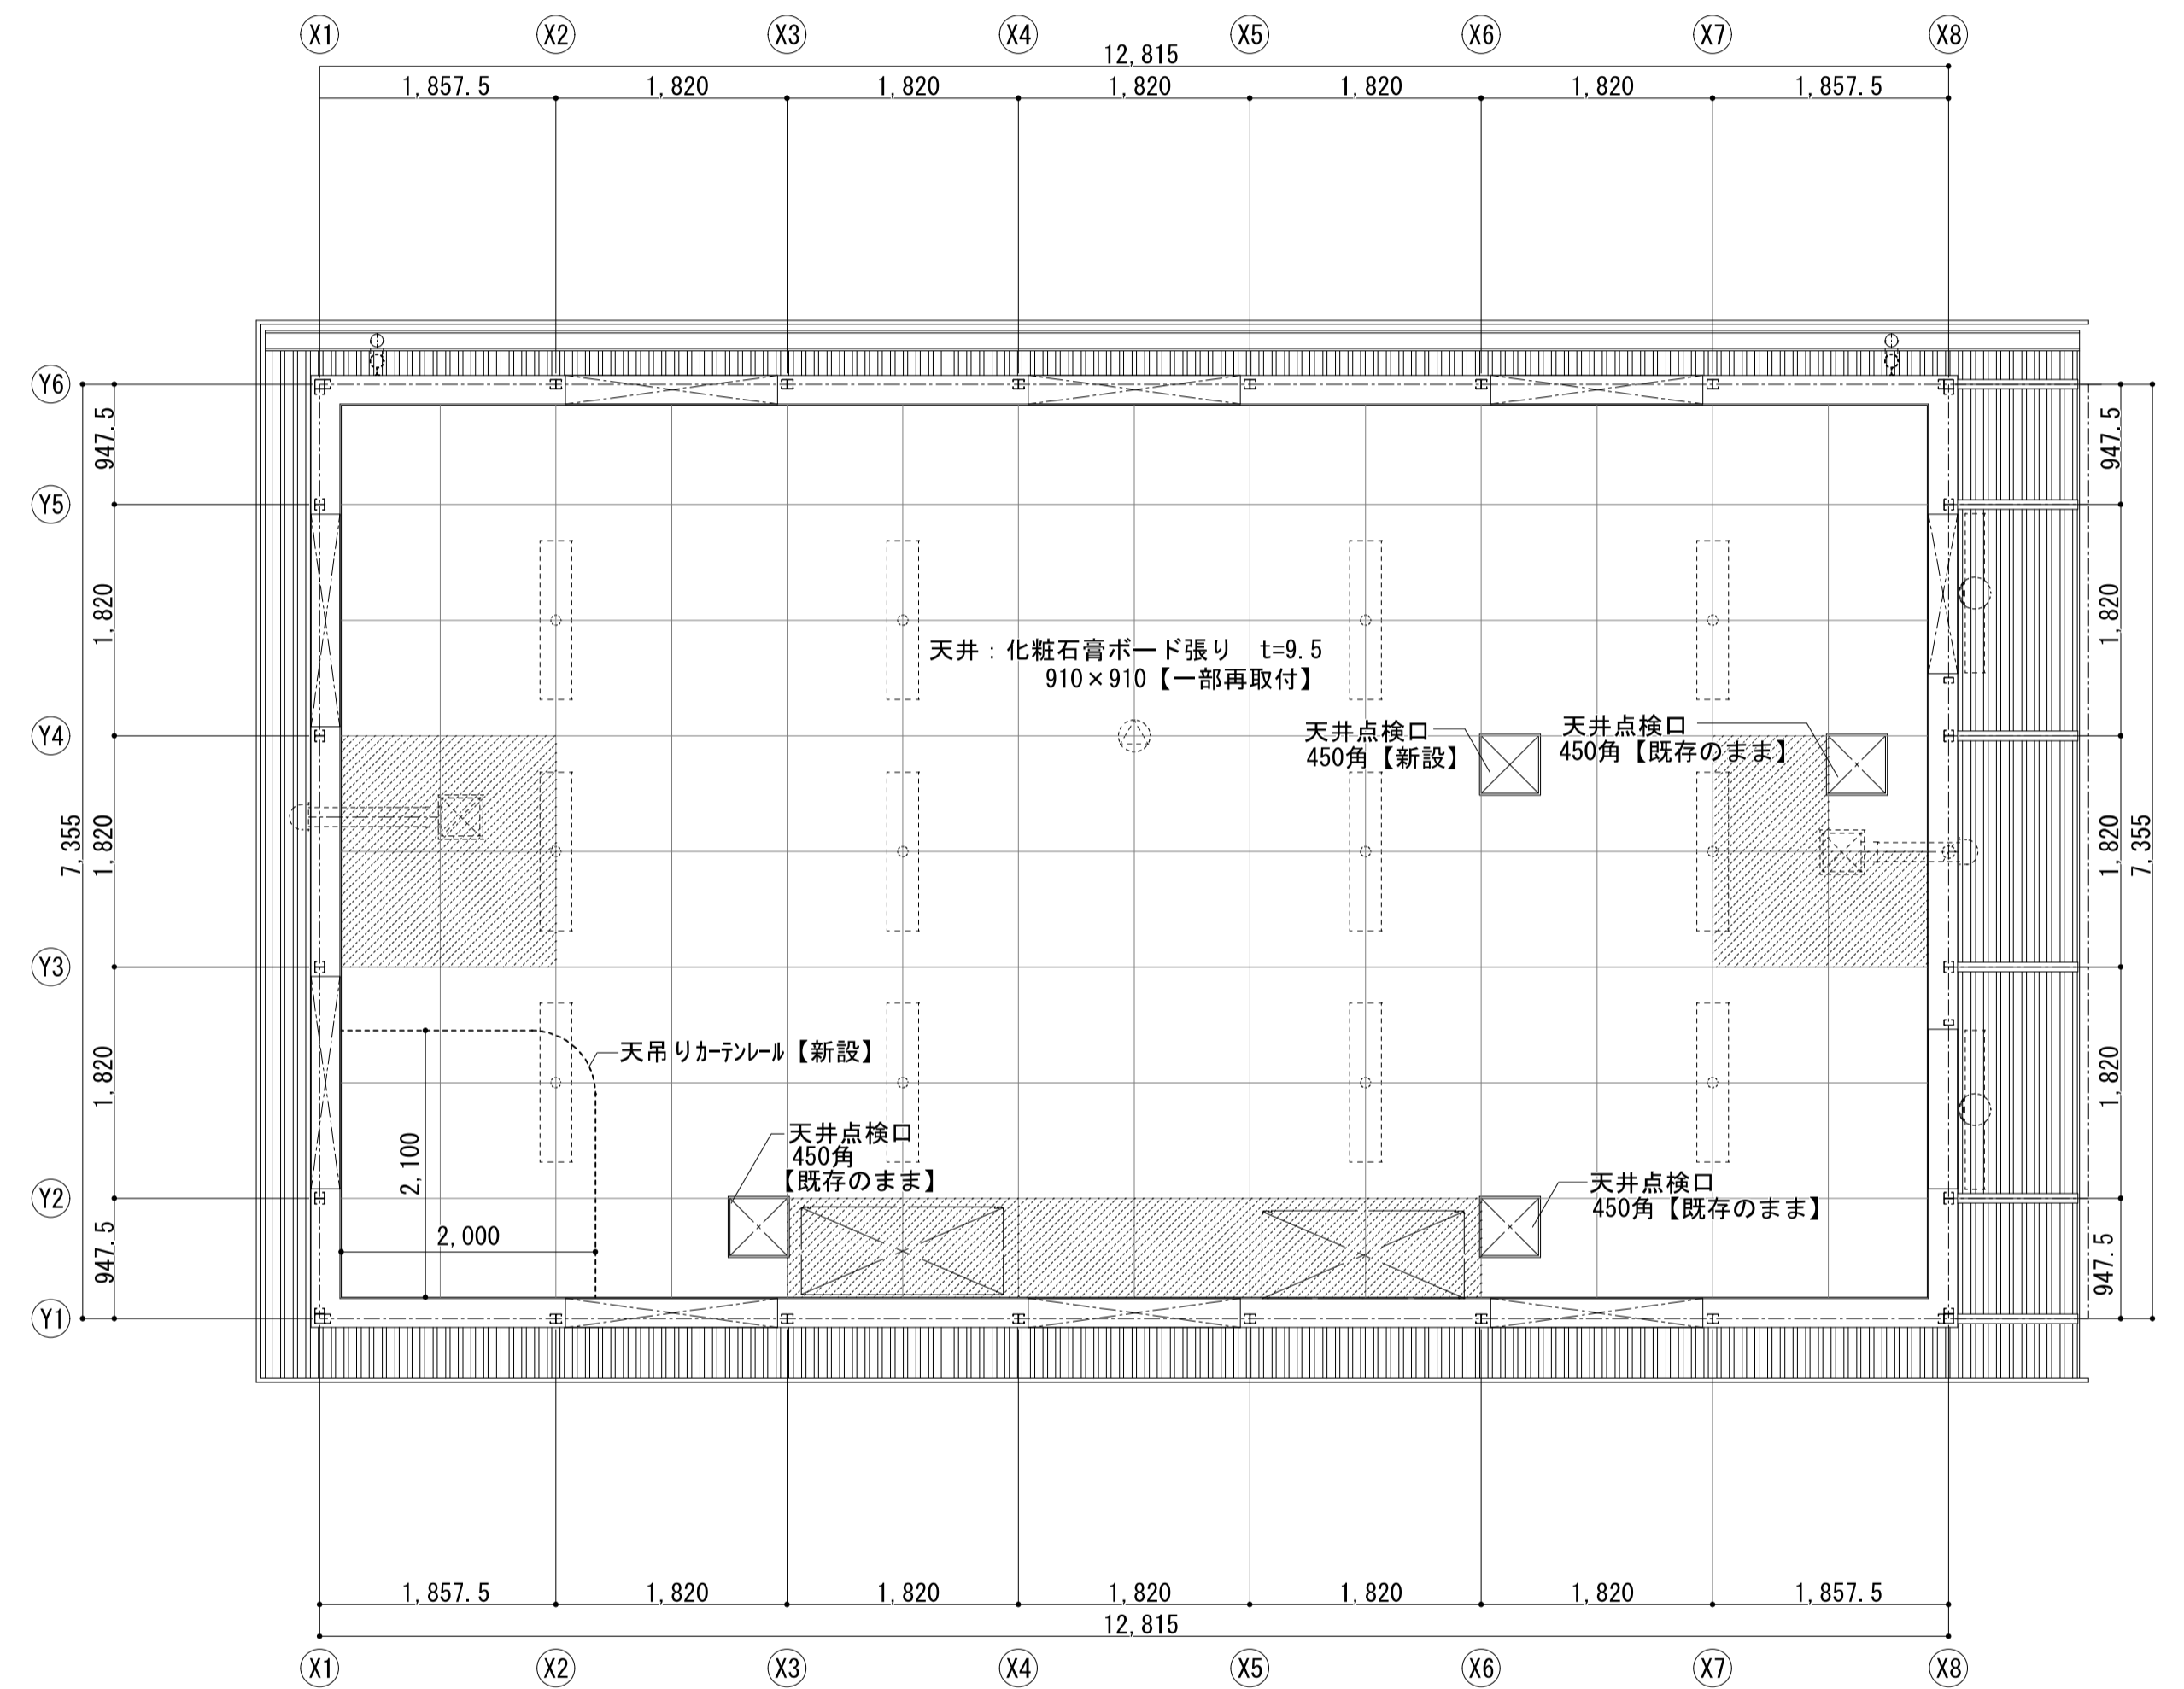 X1 X2 X3 X4 X5 X6 X7 X8
12,815
1,857.5 1,820 1,820 1,820 1,820 1,820 1,857.5
Y6
947.5 947.5
Y5
1,820 1,820
天井：化粧石膏ボード張り　t=9.5
910×910【一部再取付】
Y4
天井点検口
450角【新設】
天井点検口
450角【既存のまま】
7,355 1,820 1,820 7,355
Y3
天吊りｶｰﾃﾝﾚｰﾙ【新設】
1,820 1,820
2,100
天井点検口
450角
【既存のまま】
天井点検口
450角【既存のまま】
Y2
2,000
947.5 947.5
Y1
1,857.5 1,820 1,820 1,820 1,820 1,820 1,857.5
12,815
X1 X2 X3 X4 X5 X6 X7 X8